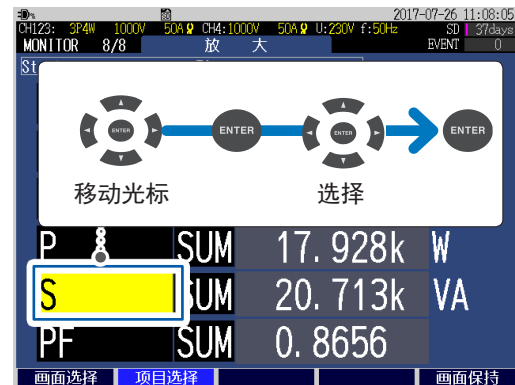 2017-07-26 11:08:05
CH123: 3P4W 1000V 50A CH4:1000V 50A U:230V f:50Hz SD 37days
MONITOR 8/8 放 大 EVENT 0
St
ENTER ENTER ENTER ENTER
移动光标 选择
P SUM 17.928k W
S SUM 20.713k VA
PF SUM 0.8656
画面选择 项目选择 画面保持